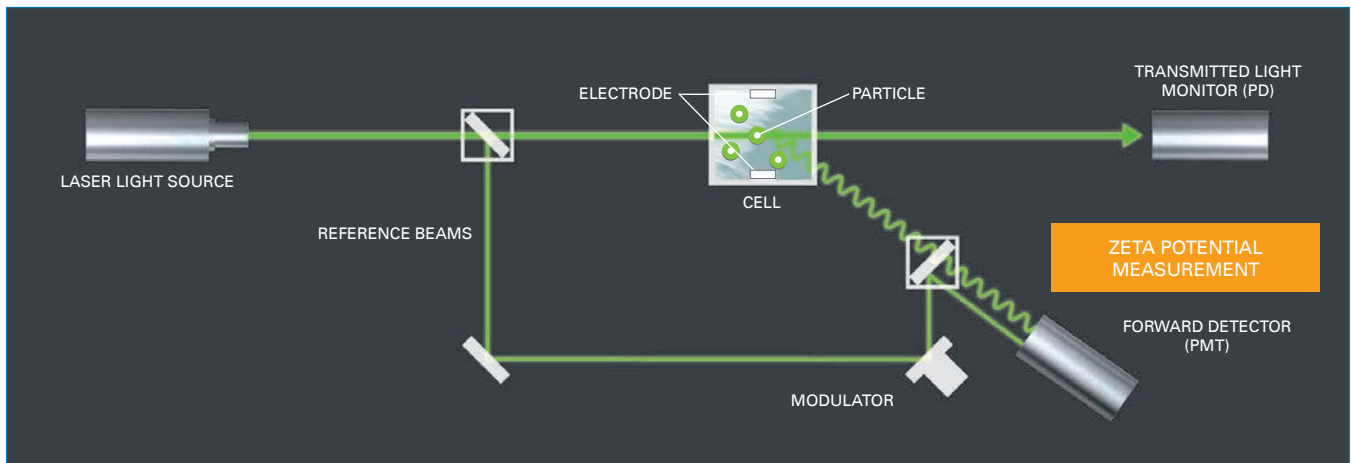 TRANSMITTED LIGHT
MONITOR (PD)
ELECTRODE
PARTICLE
LASER LIGHT SOURCE
CELL
REFERENCE BEAMS
ZETA POTENTIAL
MEASUREMENT
FORWARD DETECTOR
(PMT)
MODULATOR